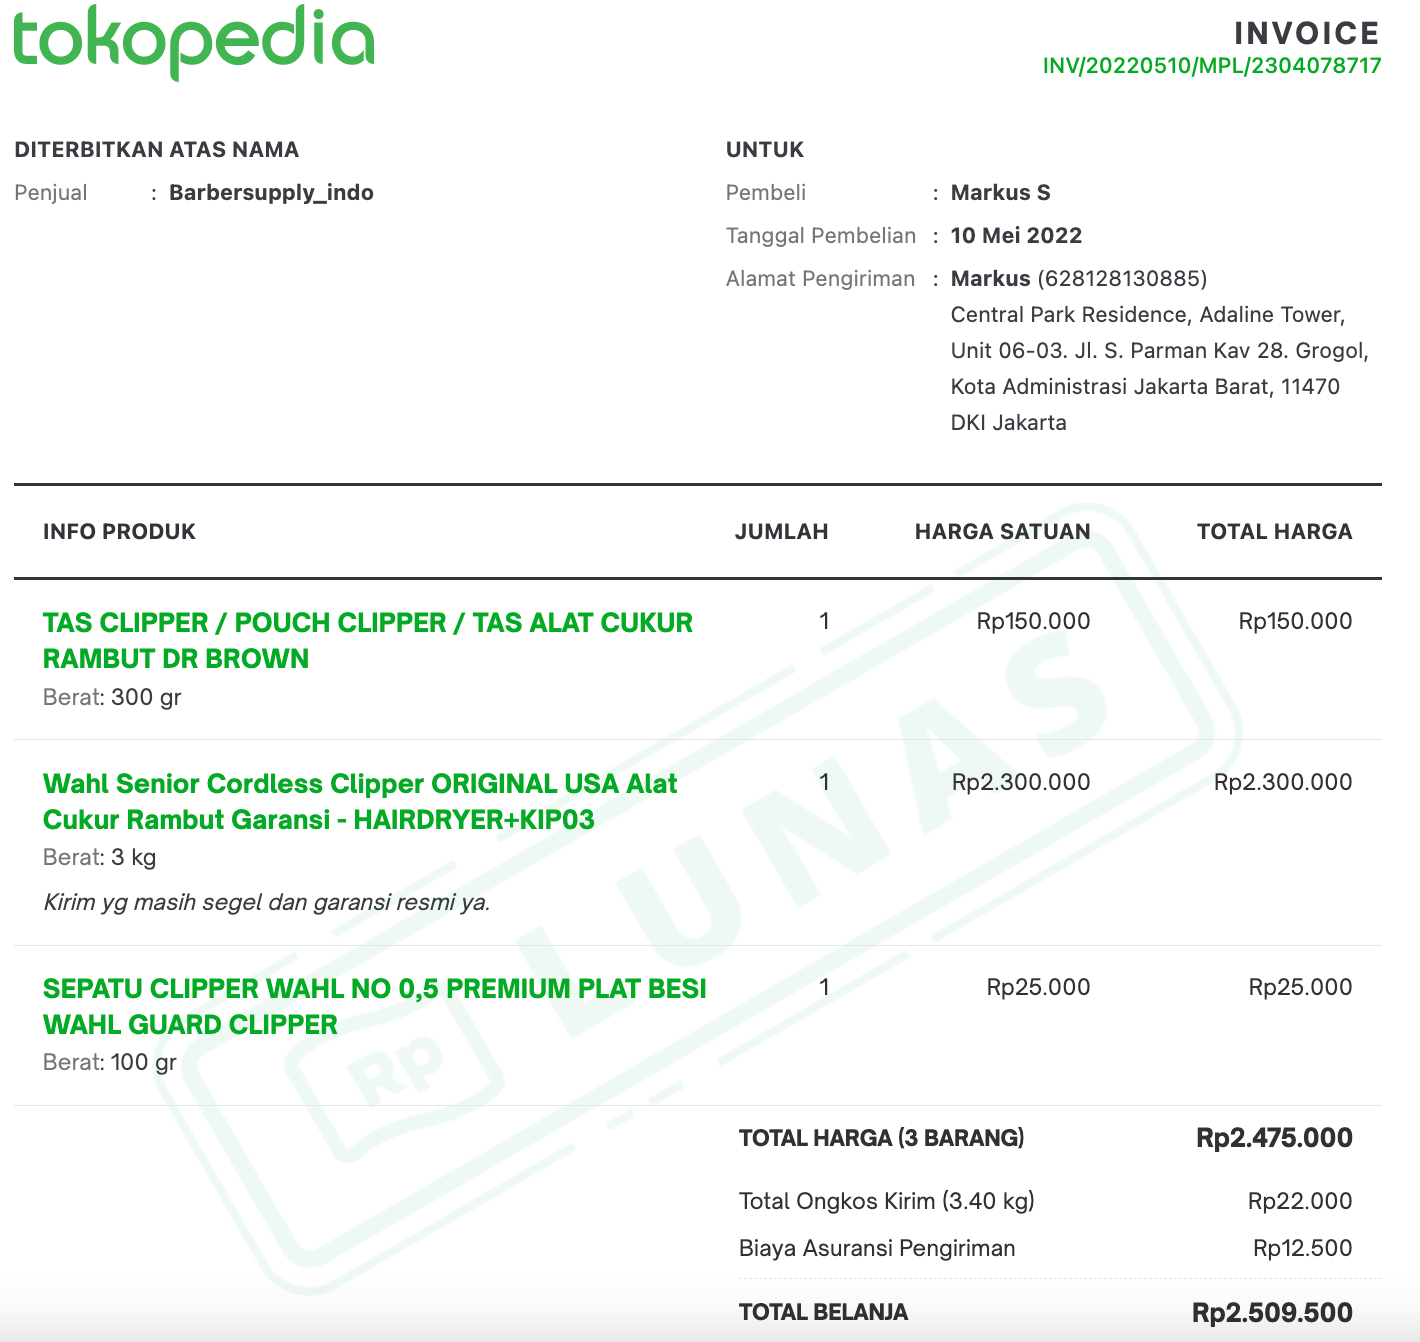 tokopedia
INVOICE
INV/20220510/MPL/2304078717
DITERBITKAN ATAS NAMA
Penjual : Barbersupply_indo
UNTUK
Pembeli : Markus S
Tanggal Pembelian : 10 Mei 2022
Alamat Pengiriman : Markus (628128130885)
Central Park Residence, Adaline Tower,
Unit 06-03. Jl. S. Parman Kav 28. Grogol,
Kota Administrasi Jakarta Barat, 11470
DKI Jakarta
INFO PRODUK JUMLAH HARGA SATUAN TOTAL HARGA
TAS CLIPPER / POUCH CLIPPER / TAS ALAT CUKUR 1 Rp150.000 Rp150.000
RAMBUT DR BROWN
Berat: 300 gr
Wahl Senior Cordless Clipper ORIGINAL USA Alat 1 Rp2.300.000 Rp2.300.000
Cukur Rambut Garansi - HAIRDRYER+KIP03
Berat: 3 kg
Kirim yg masih segel dan garansi resmi ya.
SEPATU CLIPPER WAHL NO 0,5 PREMIUM PLAT BESI 1 Rp25.000 Rp25.000
WAHL GUARD CLIPPER
Berat: 100 gr
Rp LUNAS
TOTAL HARGA (3 BARANG) Rp2.475.000
Total Ongkos Kirim (3.40 kg) Rp22.000
Biaya Asuransi Pengiriman Rp12.500
TOTAL BELANJA Rp2.509.500